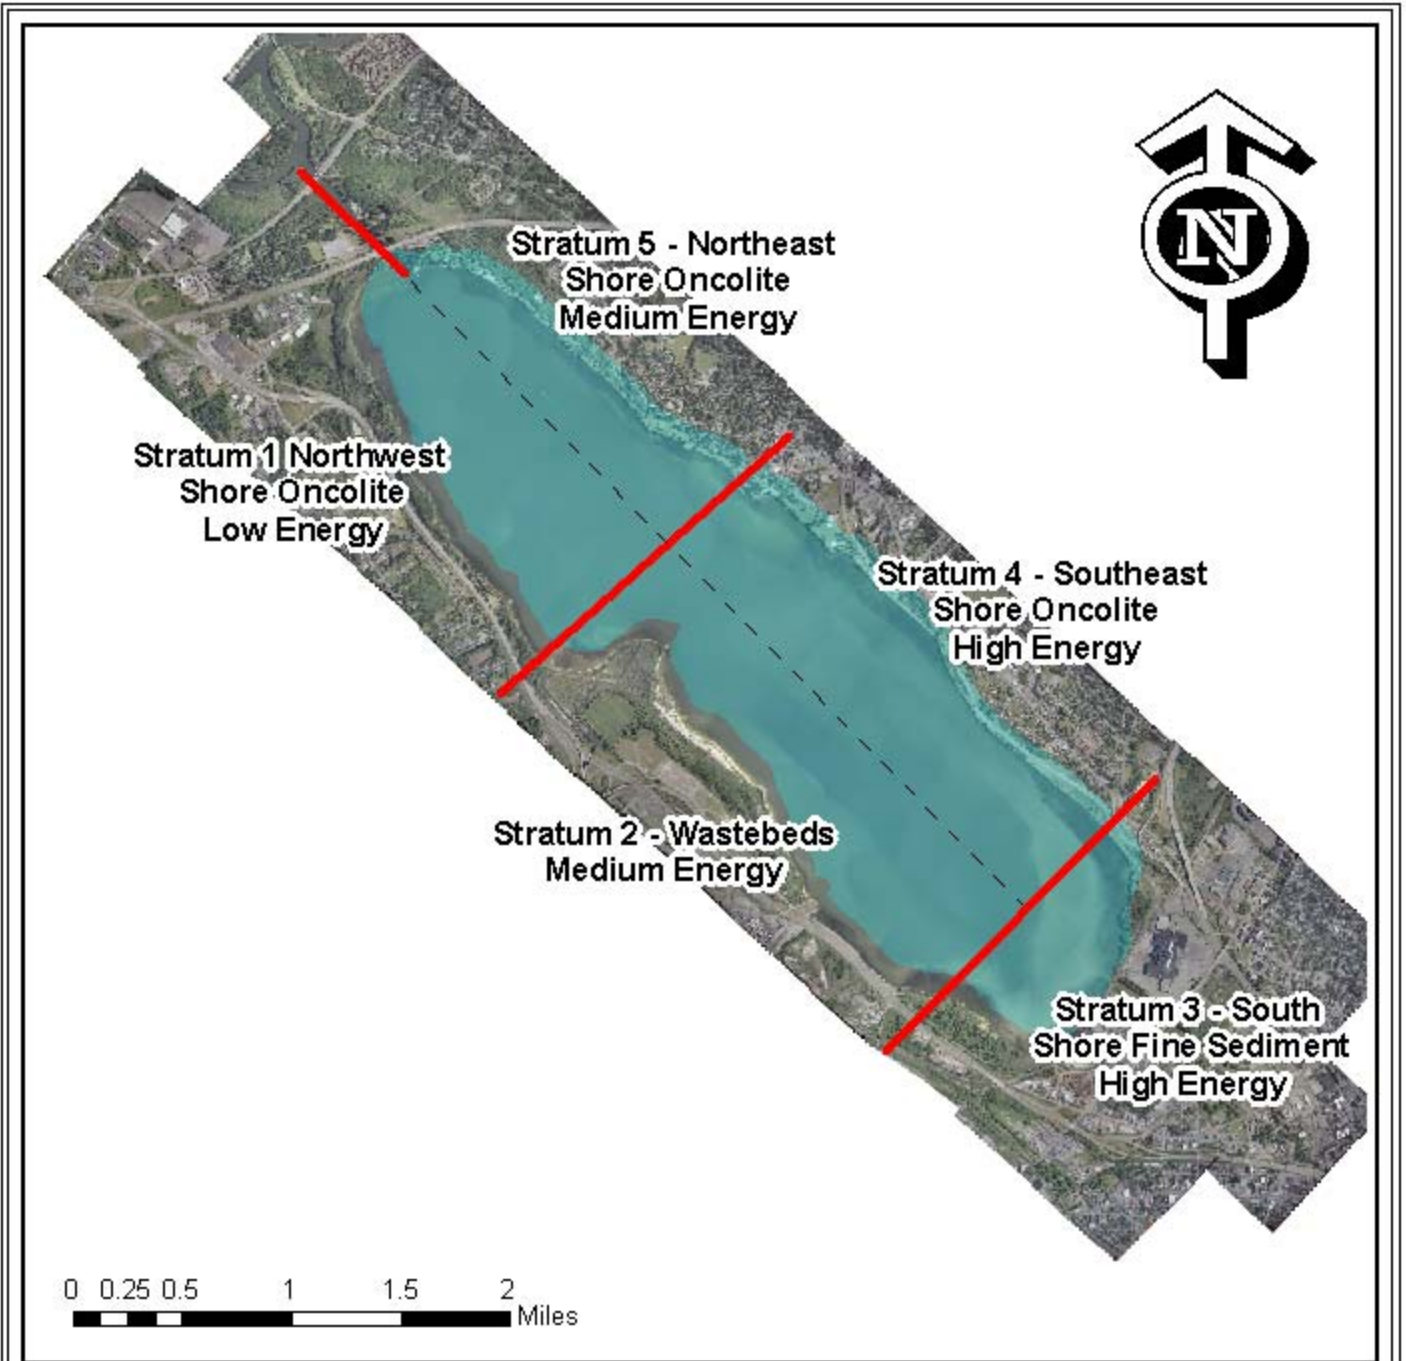 N
Stratum 5 - Northeast
Shore Oncolite
Medium Energy
Stratum 1 Northwest
Shore Oncolite
Low Energy
Stratum 4 - Southeast
Shore Oncolite
High Energy
Stratum 2 - Wastebeds
Medium Energy
Stratum 3 - South
Shore Fine Sediment
High Energy
0 0.25 0.5 1 1.5 2
Miles